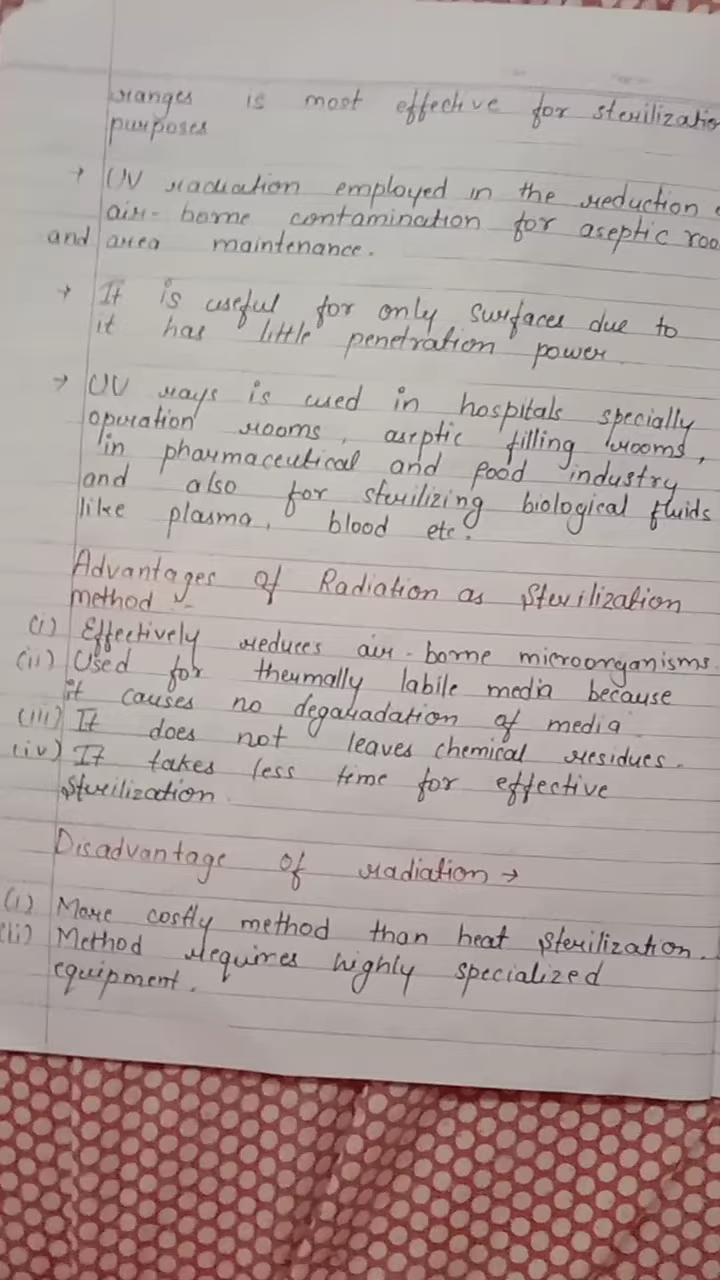 ranges is most effective for sterilizatio
purposes
→ UV radiation employed in the reduction
air-borne contamination for aseptic roo
and area maintenance.
→ It is useful for only surfaces due to
it has little penetration power
→ UV rays is used in hospitals specially
operation rooms, aseptic filling rooms,
in pharmaceutical and food industry
and also for sterilizing biological fluids
like plasma, blood etc.
Advantages of Radiation as Sterilization
method :-
(i) Effectively reduces air-borne microorganisms.
(ii) Used for thermally labile media because
it causes no degaradation of media
(iii) It does not leaves chemical residues.
(iv) It takes less time for effective
sterilization.
Disadvantage of radiation →
(i) More costly method than heat sterilization.
(ii) Method requires highly specialized
equipment.